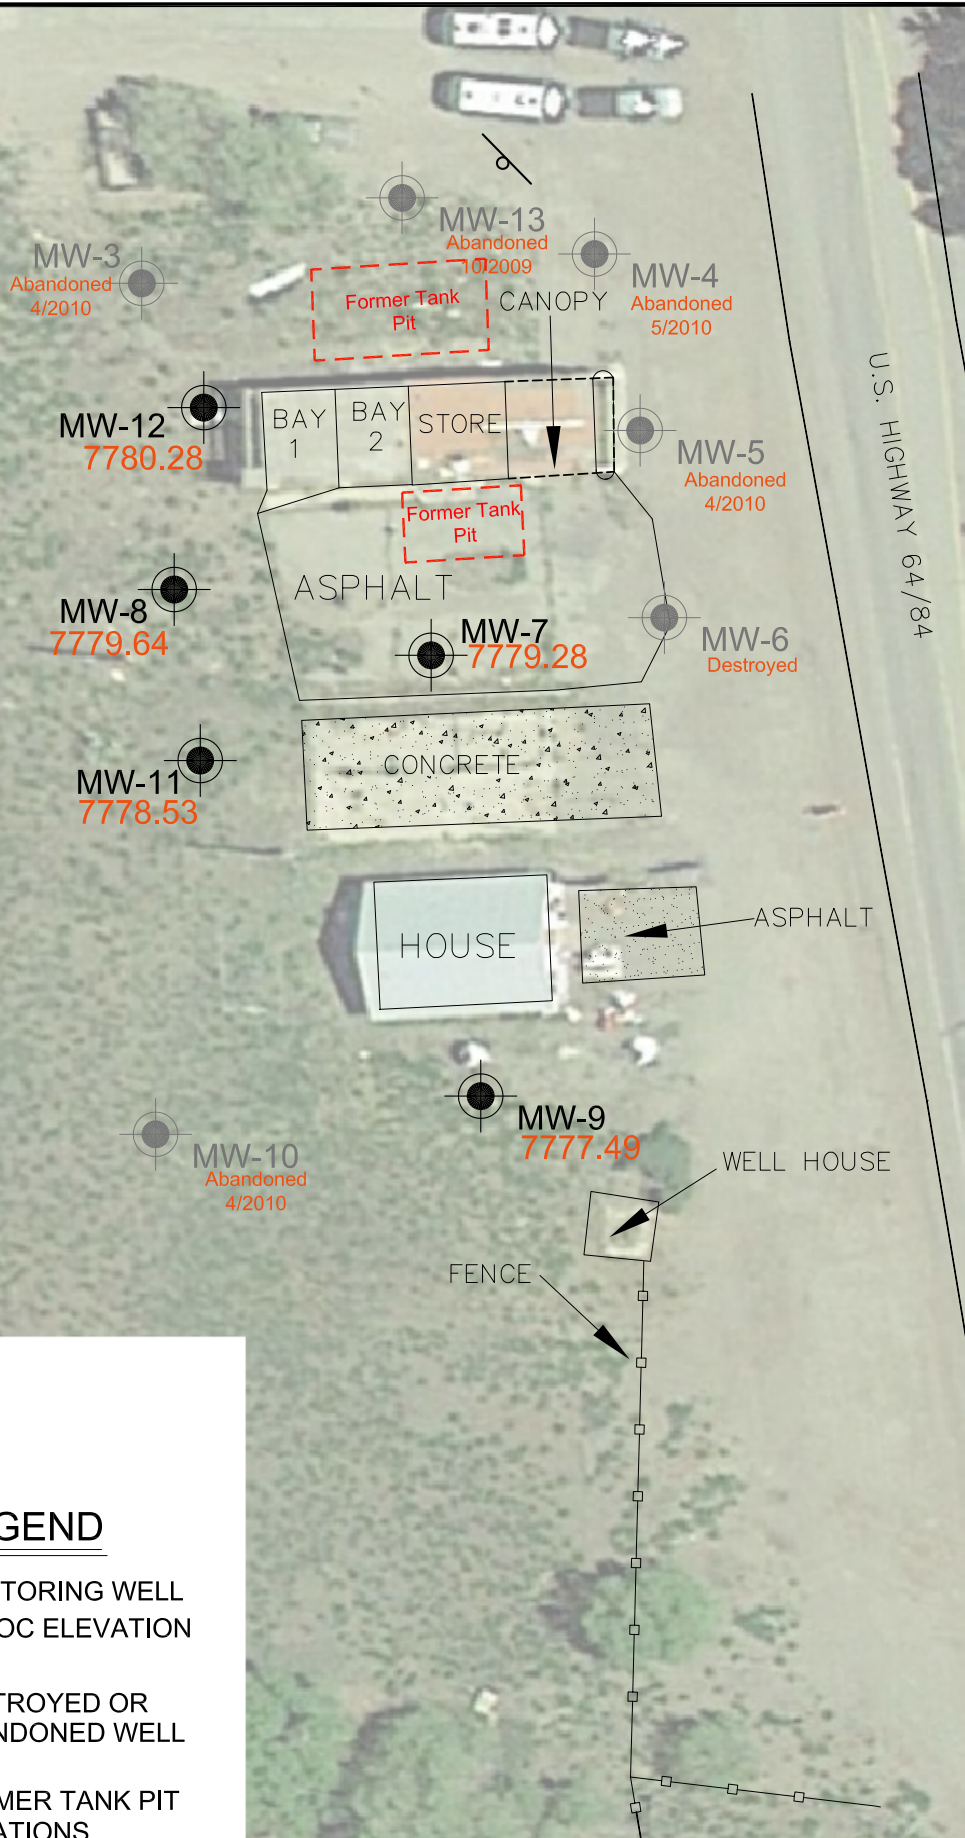 MW-13
Abandoned
10/2009
MW-3
Abandoned
4/2010
MW-4
Abandoned
5/2010
Former Tank
Pit
CANOPY
U.S. HIGHWAY 64/84
MW-12
7780.28
BAY
1
BAY
2
STORE
MW-5
Abandoned
4/2010
Former Tank
Pit
ASPHALT
MW-8
7779.64
MW-7
7779.28
MW-6
Destroyed
MW-11
7778.53
CONCRETE
HOUSE
ASPHALT
MW-9
7777.49
MW-10
Abandoned
4/2010
WELL HOUSE
FENCE
GEND
TORING WELL
OC ELEVATION
TROYED OR
NDONED WELL
MER TANK PIT
ATIONS